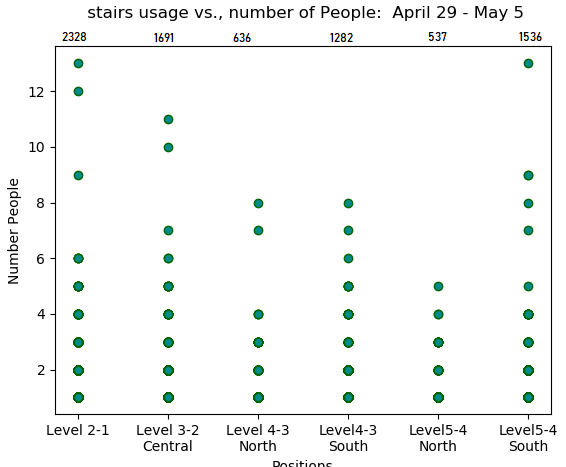 stairs usage vs., number of People:  April 29 - May 5
2328 1691 636 1282 537 1536
12
10
8
6
4
2
Number People
Level 2-1 Level 3-2 Level 4-3 Level4-3 Level5-4 Level5-4
Central North South North South
Positions